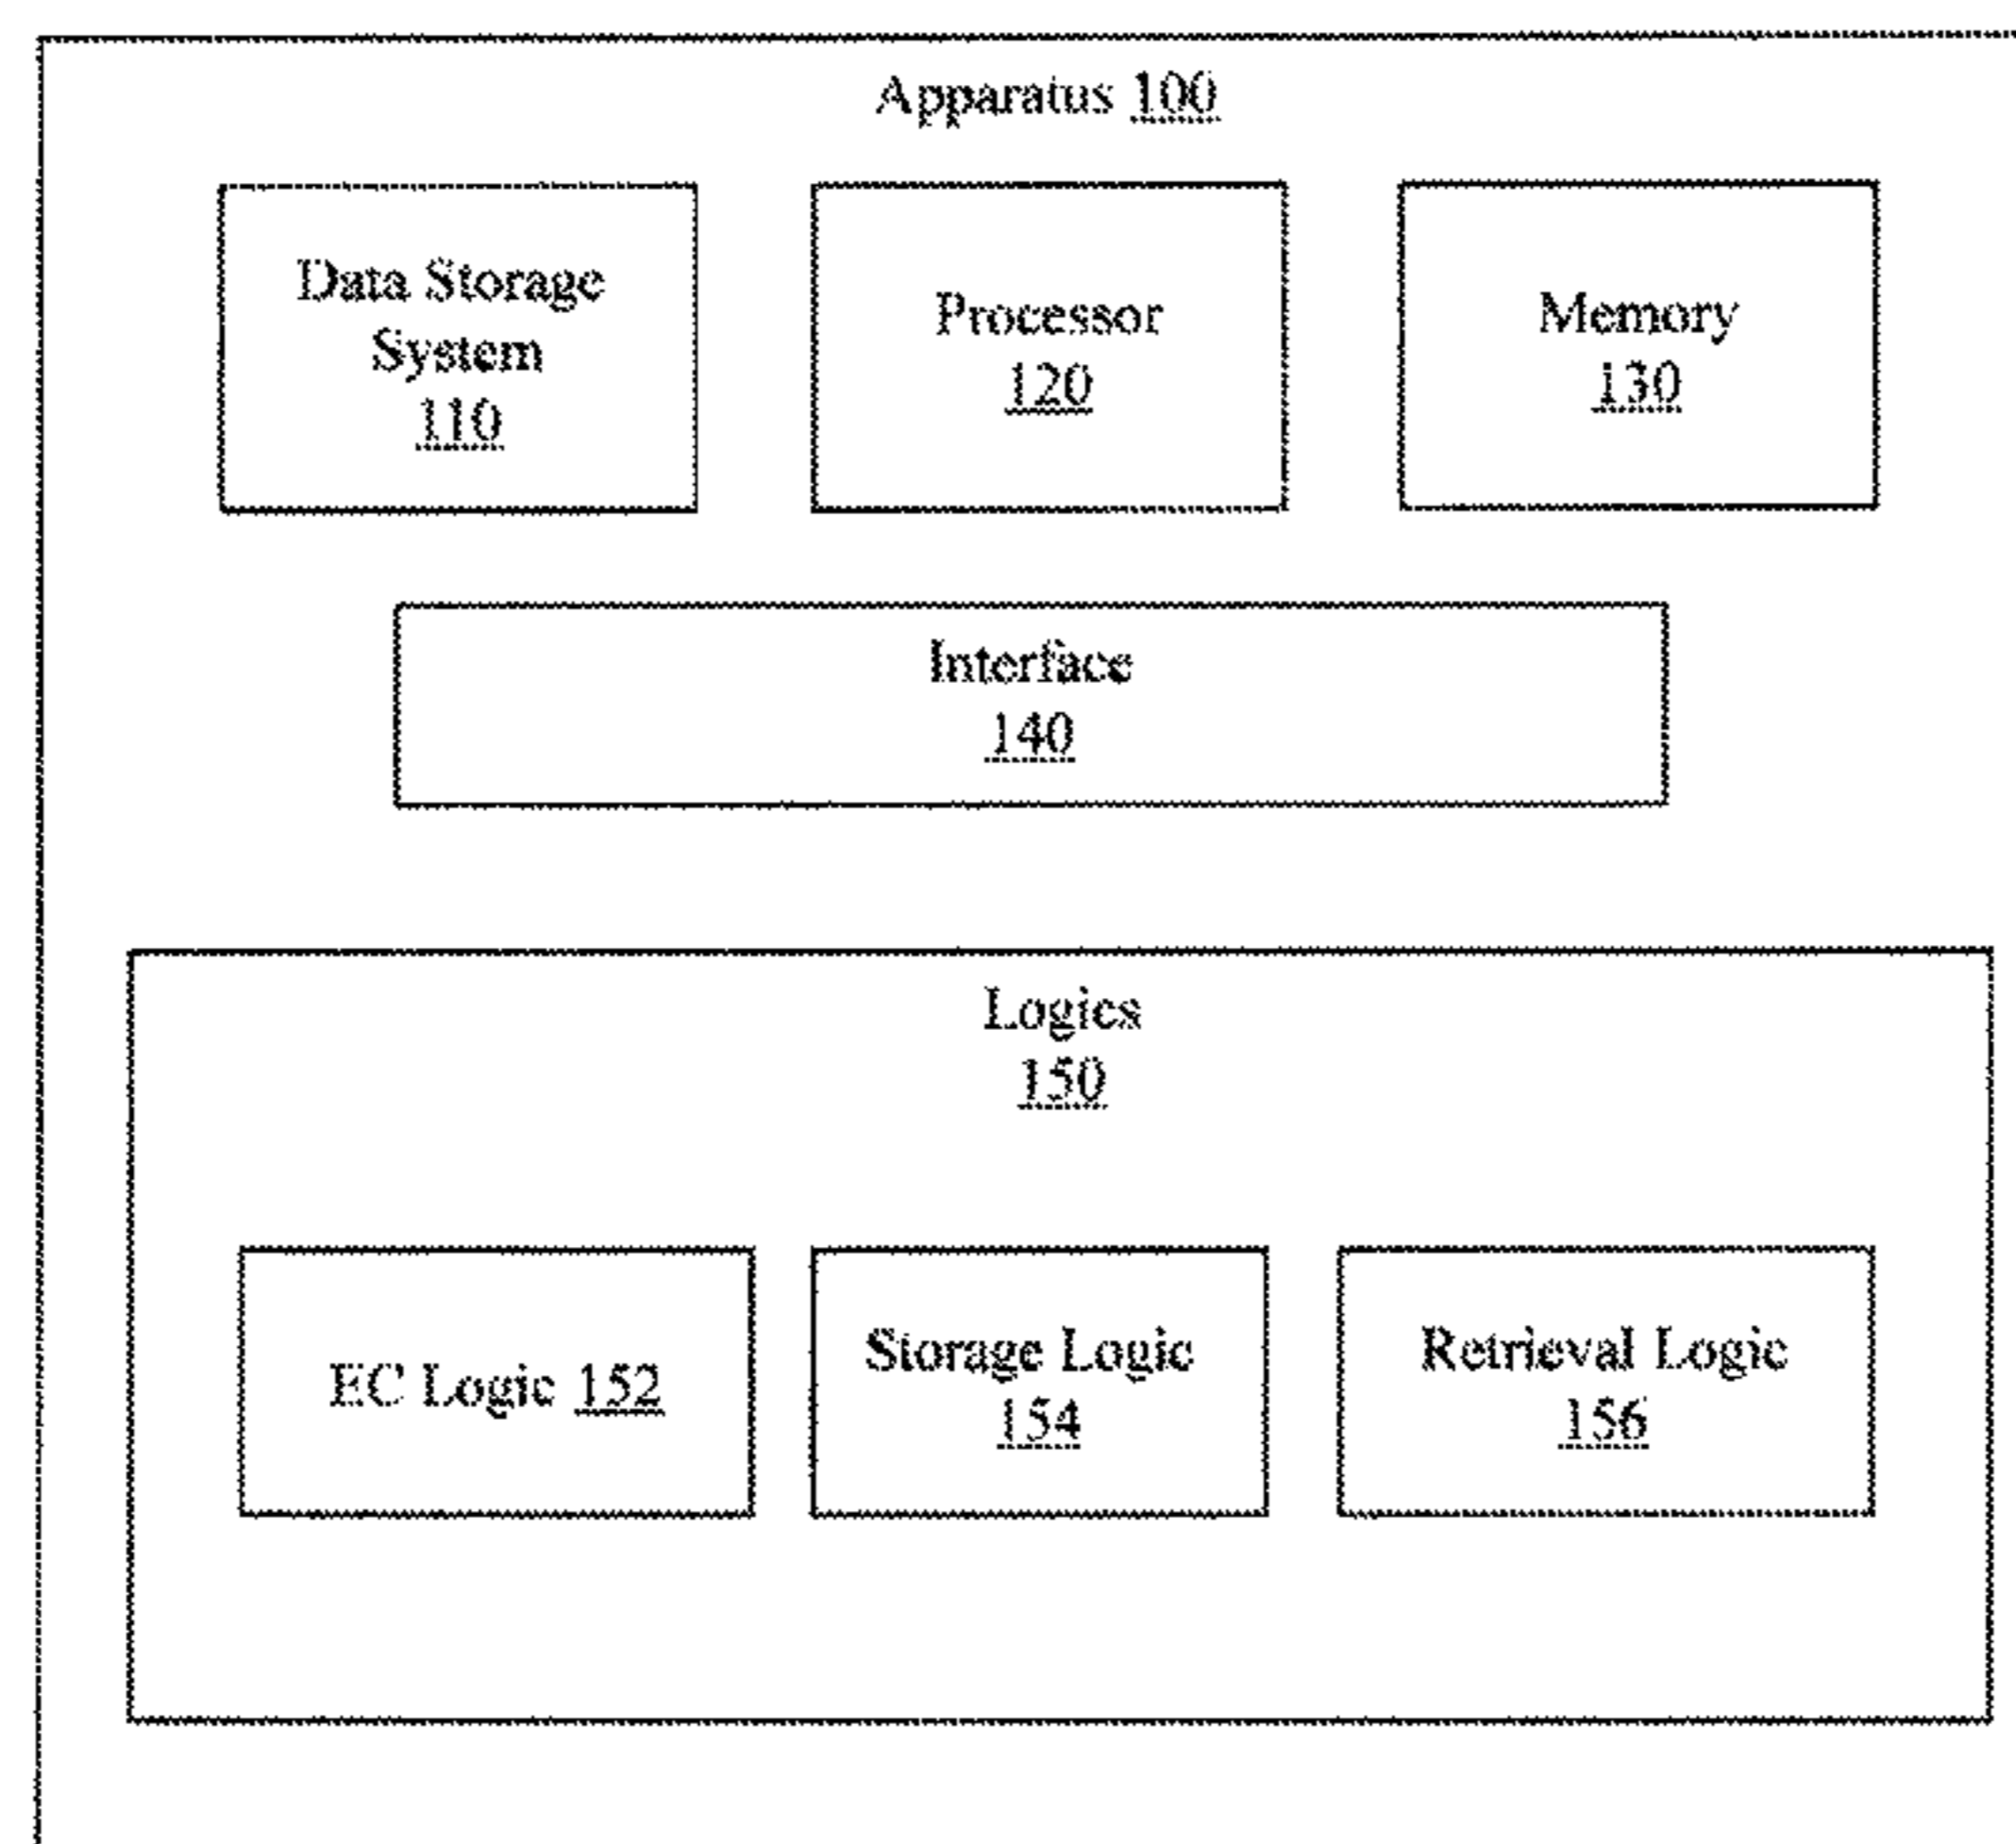 Apparatus 100
Data Storage
System
110
Processor
120
Memory
130
Interface
140
Logics
150
EC Logic 152
Storage Logic
154
Retrieval Logic
156